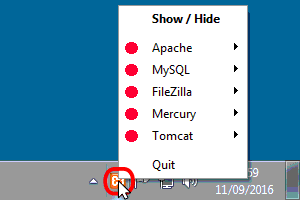 Show / Hide
Apache
MySQL
FileZilla
Mercury
Tomcat
Quit
11/09/2016